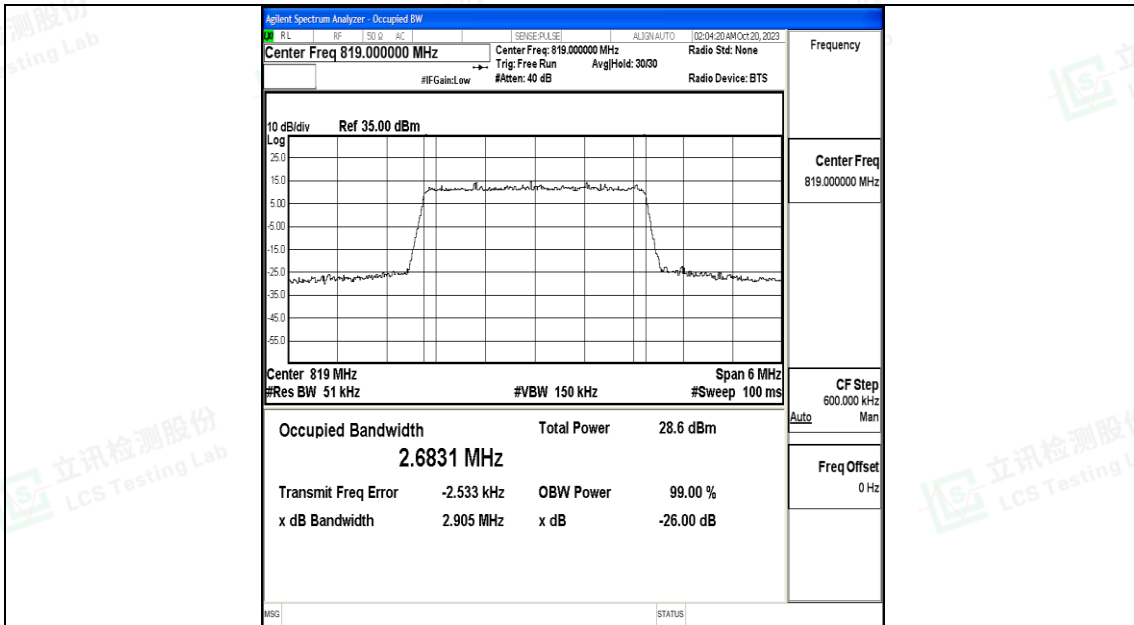 Agilent Spectrum Analyzer - Occupied BW
RL RF 50 Ω AC SENSE:PULSE ALIGN AUTO 02:04:20 AM Oct 20, 2023
Center Freq 819.000000 MHz
Center Freq: 819.000000 MHz Radio Std: None
Trig: Free Run Avg|Hold: 30/30
#IFGain:Low #Atten: 40 dB Radio Device: BTS
10 dB/div Ref 35.00 dBm
Log
25.0
15.0
5.00
-5.00
-15.0
-25.0
-35.0
-45.0
-55.0
Center 819 MHz Span 6 MHz
#Res BW 51 kHz #VBW 150 kHz #Sweep 100 ms
Occupied Bandwidth Total Power 28.6 dBm
2.6831 MHz
Transmit Freq Error -2.533 kHz OBW Power 99.00 %
x dB Bandwidth 2.905 MHz x dB -26.00 dB
MSG STATUS
Frequency
Center Freq
819.000000 MHz
CF Step
600.000 kHz
Auto Man
Freq Offset
0 Hz
立讯检测股份
LCS Testing Lab
立讯检测股份
LCS Testing L
测股份
esting Lab